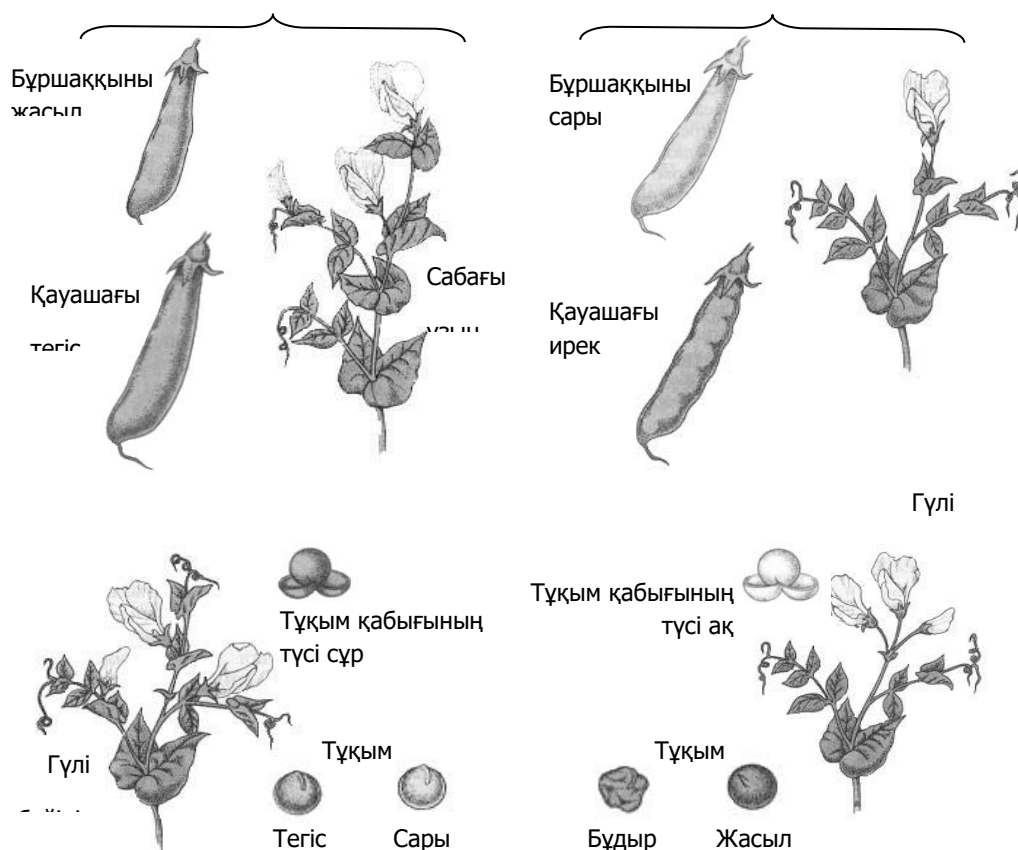 Бұршаққыны
жасыл
Қауашағы
тегіс
Сабағы
Гүлі
Тұқым қабығының
түсі сұр
Тұқым
Тегіс Сары
Бұршаққыны
сары
Қауашағы
ирек
Гүлі
Тұқым қабығының
түсі ақ
Тұқым
Бұдыр Жасыл